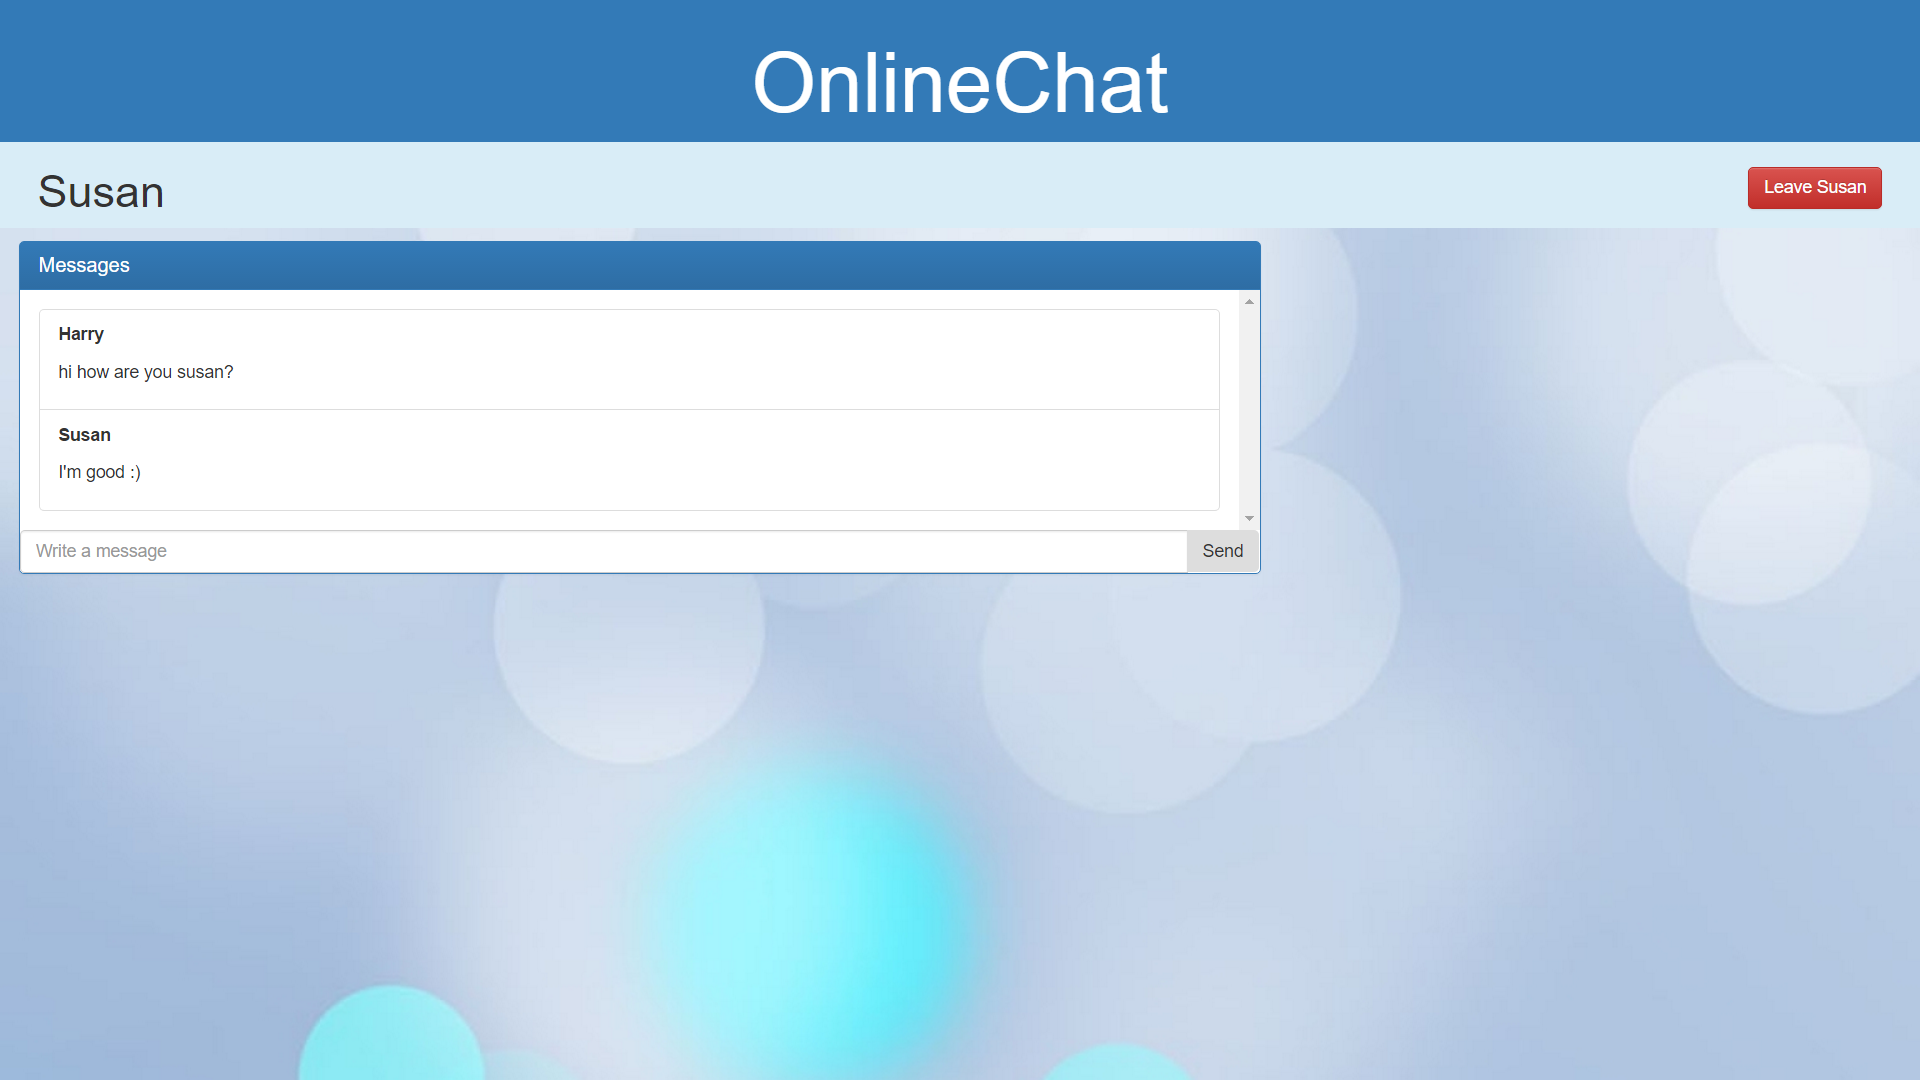 OnlineChat
Susan
Leave Susan
Messages
Harry
hi how are you susan?
Susan
I'm good :)
Write a message
Send